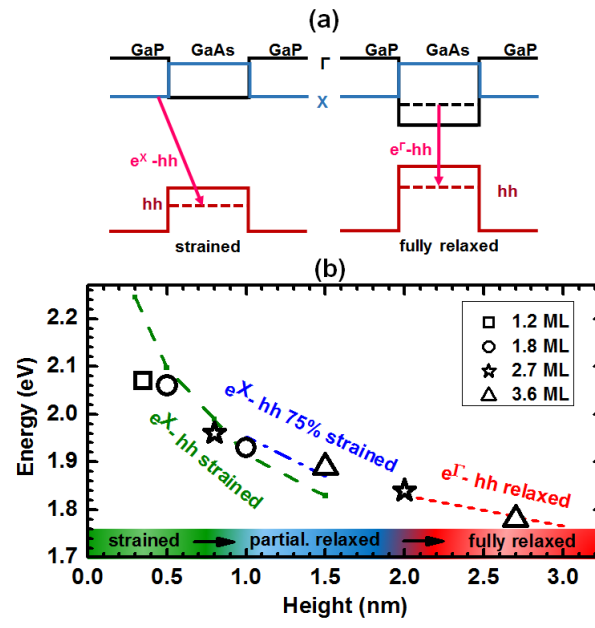 (a)
GaP GaAs GaP
GaP GaAs GaP
Γ
X
eX -hh
eΓ-hh
hh
hh
strained
fully relaxed
(b)
2.2
2.1
2.0
1.9
1.8
1.7
Energy (eV)
1.2 ML
1.8 ML
2.7 ML
3.6 ML
eX- hh strained
eX- hh 75% strained
eΓ- hh relaxed
strained partial. relaxed fully relaxed
0.0 0.5 1.0 1.5 2.0 2.5 3.0
Height (nm)